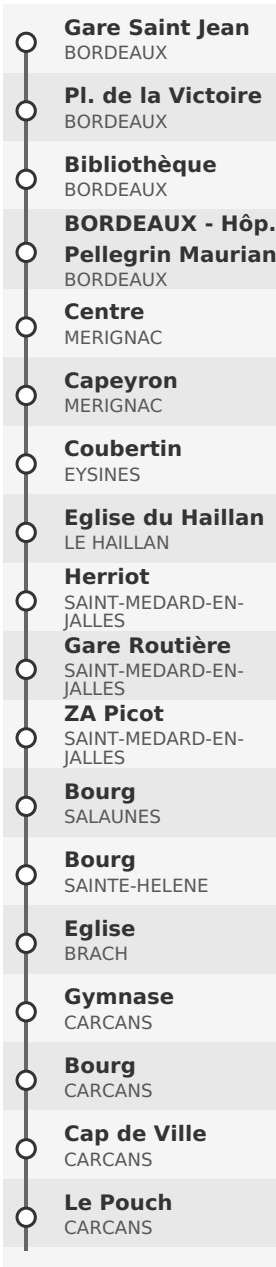 Gare Saint Jean
BORDEAUX
Pl. de la Victoire
BORDEAUX
Bibliothèque
BORDEAUX
BORDEAUX - Hôp.
Pellegrin Maurian
BORDEAUX
Centre
MERIGNAC
Capeyron
MERIGNAC
Coubertin
EYSINES
Eglise du Haillan
LE HAILLAN
Herriot
SAINT-MEDARD-EN-
JALLES
Gare Routière
SAINT-MEDARD-EN-
JALLES
ZA Picot
SAINT-MEDARD-EN-
JALLES
Bourg
SALAUNES
Bourg
SAINTE-HELENE
Eglise
BRACH
Gymnase
CARCANS
Bourg
CARCANS
Cap de Ville
CARCANS
Le Pouch
CARCANS